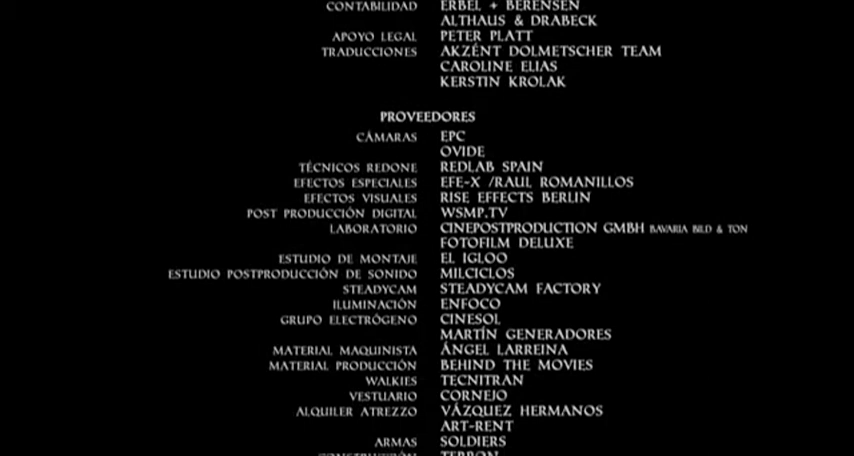 CONTABILIDAD ERBEL + BERENSEN
ALTHAUS & DRABECK
APOYO LEGAL PETER PLATT
TRADUCCIONES AKZÉNT DOLMETSCHER TEAM
CAROLINE ELIAS
KERSTIN KROLAK
PROVEEDORES
CÁMARAS EPC
OVIDE
TÉCNICOS REDONE REDLAB SPAIN
EFECTOS ESPECIALES EFE-X /RAUL ROMANILLOS
EFECTOS VISUALES RISE EFFECTS BERLIN
POST PRODUCCIÓN DIGITAL WSMP.TV
LABORATORIO CINEPOSTPRODUCTION GMBH BAVARIA BILD & TON
FOTOFILM DELUXE
ESTUDIO DE MONTAJE EL IGLOO
ESTUDIO POSTPRODUCCIÓN DE SONIDO MILCICLOS
STEADYCAM STEADYCAM FACTORY
ILUMINACIÓN ENFOCO
GRUPO ELECTRÓGENO CINESOL
MARTÍN GENERADORES
MATERIAL MAQUINISTA ÁNGEL LARREINA
MATERIAL PRODUCCIÓN BEHIND THE MOVIES
WALKIES TECNITRAN
VESTUARIO CORNEJO
ALQUILER ATREZZO VÁZQUEZ HERMANOS
ART-RENT
ARMAS SOLDIERS